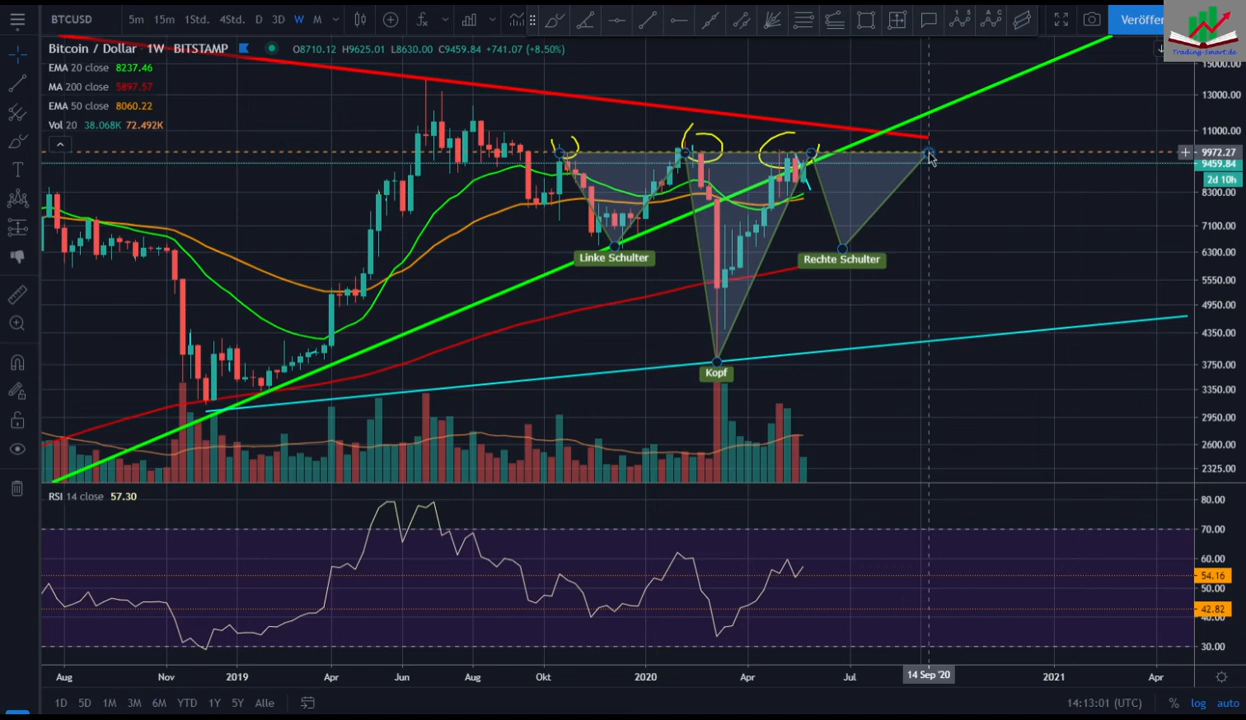 BTCUSD 5m 15m 1Std. 4Std. D 3D W M Veröffer
Trading-Smart.de
Bitcoin / Dollar · 1W · BITSTAMP O8710.12 H9625.01 L8630.00 C9459.84 +741.07 (+8.50%)
EMA 20 close 8237.46
MA 200 close 5897.57
EMA 50 close 8060.22
Vol 20 38.068K 72.492K
15000.00
13000.00
11000.00
9972.27
9459.84
2d 10h
8300.00
7100.00
6300.00
5550.00
4950.00
4350.00
3750.00
3350.00
2950.00
2600.00
2325.00
Linke Schulter
Rechte Schulter
Kopf
RSI 14 close 57.30
80.00
70.00
60.00
54.16
50.00
42.82
40.00
30.00
Aug Nov 2019 Apr Jun Aug Okt 2020 Apr Jul 14 Sep '20 2021 Apr
1D 5D 1M 3M 6M YTD 1Y 5Y Alle 14:13:01 (UTC) % log auto